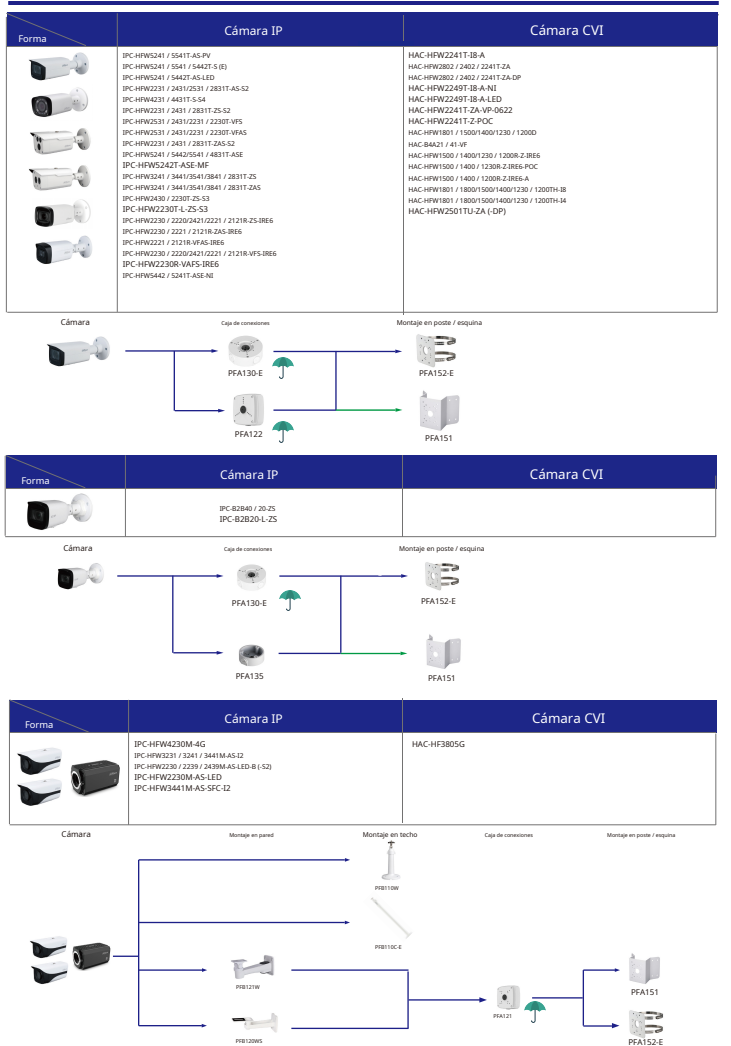 Forma
Cámara IP
Cámara CVI
IPC-HFW5241 / 5541T-AS-PV
IPC-HFW5241 / 5541 / 5442T-S (E)
IPC-HFW5241 / 5442T-AS-LED
IPC-HFW2231 / 2431/2531 / 2831T-AS-S2
IPC-HFW4231 / 4431T-S-S4
IPC-HFW2231 / 2431 / 2831T-ZS-S2
IPC-HFW2531 / 2431/2231 / 2230T-VFS
IPC-HFW2531 / 2431/2231 / 2230T-VFAS
IPC-HFW2231 / 2431 / 2831T-ZAS-S2
IPC-HFW5241 / 5442/5541 / 4831T-ASE
IPC-HFW5242T-ASE-MF
IPC-HFW3241 / 3441/3541/3841 / 2831T-ZS
IPC-HFW3241 / 3441/3541/3841 / 2831T-ZAS
IPC-HFW2430 / 2230T-ZS-S3
IPC-HFW2230T-L-ZS-S3
IPC-HFW2230 / 2220/2421/2221 / 2121R-ZS-IRE6
IPC-HFW2230 / 2221 / 2121R-ZAS-IRE6
IPC-HFW2221 / 2121R-VFAS-IRE6
IPC-HFW2230 / 2220/2421/2221 / 2121R-VFS-IRE6
IPC-HFW2230R-VAFS-IRE6
IPC-HFW5442 / 5241T-ASE-NI
HAC-HFW2241T-I8-A
HAC-HFW2802 / 2402 / 2241T-ZA
HAC-HFW2802 / 2402 / 2241T-ZA-DP
HAC-HFW2249T-I8-A-NI
HAC-HFW2249T-I8-A-LED
HAC-HFW2241T-ZA-VP-0622
HAC-HFW2241T-Z-POC
HAC-HFW1801 / 1500/1400/1230 / 1200D
HAC-B4A21 / 41-VF
HAC-HFW1500 / 1400/1230 / 1200R-Z-IRE6
HAC-HFW1500 / 1400 / 1230R-Z-IRE6-POC
HAC-HFW1500 / 1400 / 1200R-Z-IRE6-A
HAC-HFW1801 / 1800/1500/1400/1230 / 1200TH-I8
HAC-HFW1801 / 1800/1500/1400/1230 / 1200TH-I4
HAC-HFW2501TU-ZA (-DP)
Cámara
Caja de conexiones
Montaje en poste / esquina
PFA130-E
PFA152-E
PFA122
PFA151
Forma
Cámara IP
Cámara CVI
IPC-B2B40 / 20-ZS
IPC-B2B20-L-ZS
Cámara
Caja de conexiones
Montaje en poste / esquina
PFA130-E
PFA152-E
PFA135
PFA151
Forma
Cámara IP
Cámara CVI
IPC-HFW4230M-4G
IPC-HFW3231 / 3241 / 3441M-AS-I2
IPC-HFW2230 / 2239 / 2439M-AS-LED-B (-S2)
IPC-HFW2230M-AS-LED
IPC-HFW3441M-AS-SFC-I2
HAC-HF3805G
Cámara
Montaje en pared
Montaje en techo
Caja de conexiones
Montaje en poste / esquina
PFB110W
PFB110C-E
PFB121W
PFA121
PFA151
PFB120WS
PFA152-E